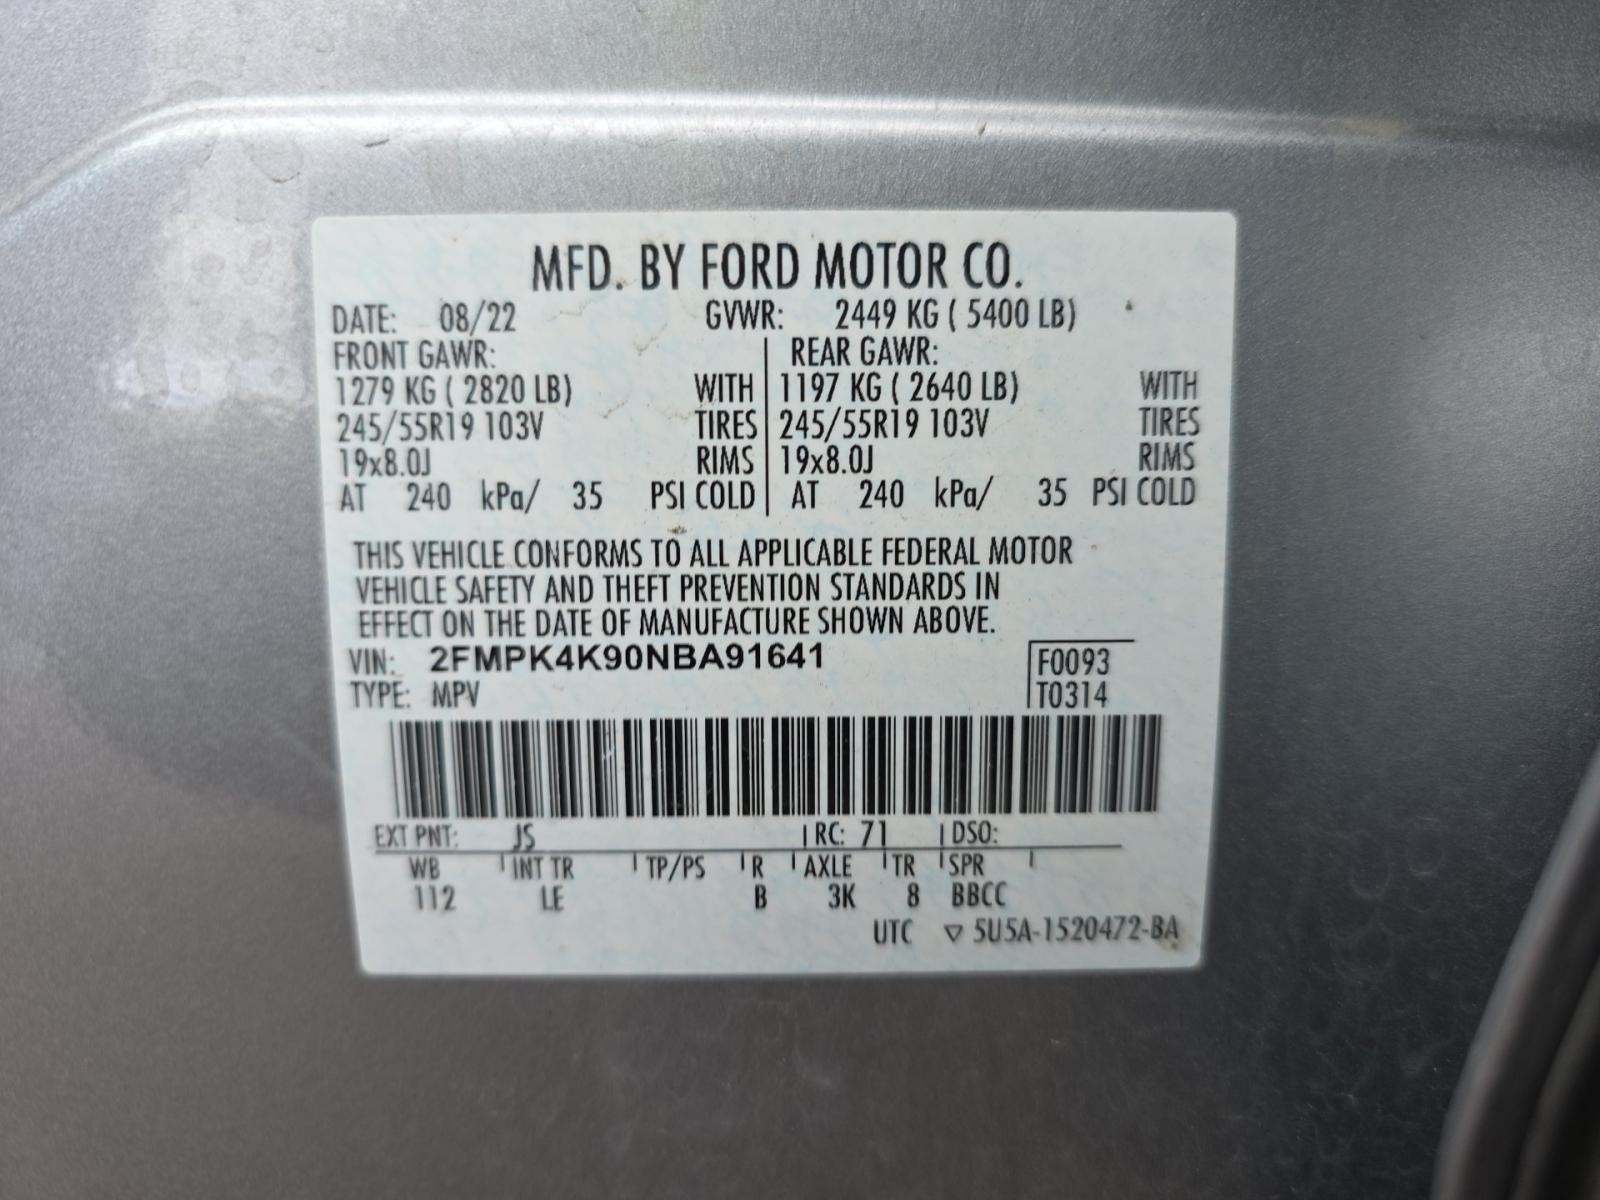 MFD. BY FORD MOTOR CO.
DATE: 08/22 GVWR: 2449 KG ( 5400 LB)
FRONT GAWR: REAR GAWR:
1279 KG ( 2820 LB) WITH 1197 KG ( 2640 LB) WITH
245/55R19 103V TIRES 245/55R19 103V TIRES
19x8.0J RIMS 19x8.0J RIMS
AT 240 kPa/ 35 PSI COLD AT 240 kPa/ 35 PSI COLD
THIS VEHICLE CONFORMS TO ALL APPLICABLE FEDERAL MOTOR
VEHICLE SAFETY AND THEFT PREVENTION STANDARDS IN
EFFECT ON THE DATE OF MANUFACTURE SHOWN ABOVE.
VIN: 2FMPK4K90NBA91641 F0093
TYPE: MPV T0314
EXT PNT: JS RC: 71 DSO:
WB INT TR TP/PS R AXLE TR SPR
112 LE B 3K 8 BBCC
UTC ▽ 5U5A-1520472-BA